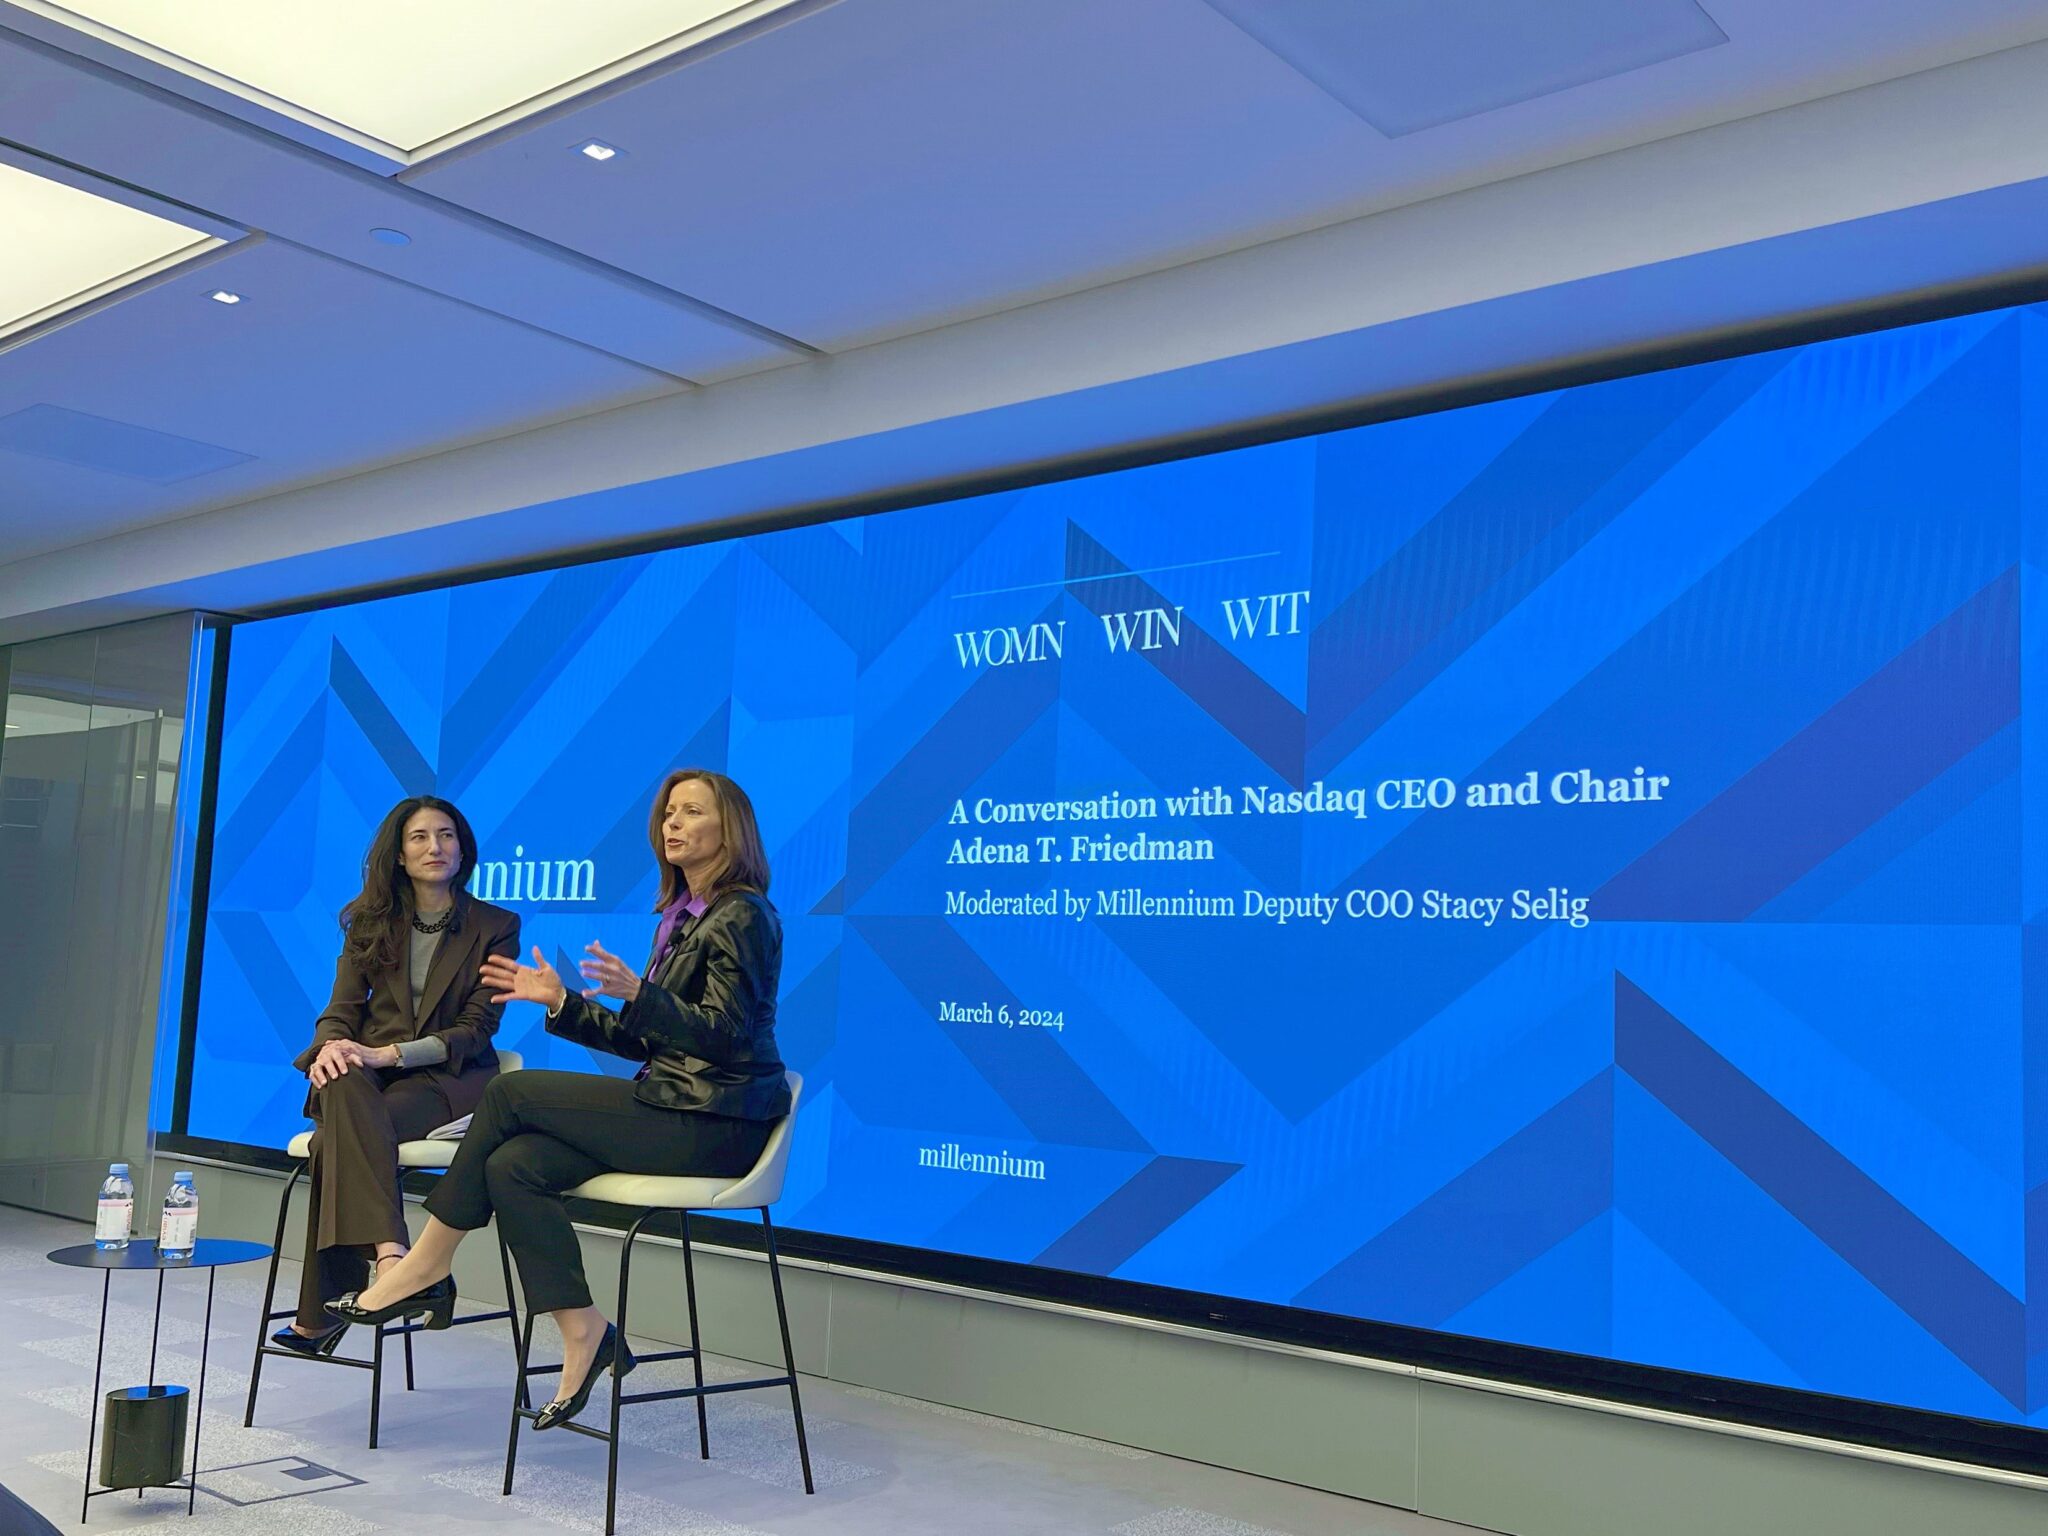 WOMN WIN WIT
A Conversation with Nasdaq CEO and Chair
Adena T. Friedman
Moderated by Millennium Deputy COO Stacy Selig
March 6, 2024
millennium
nnium